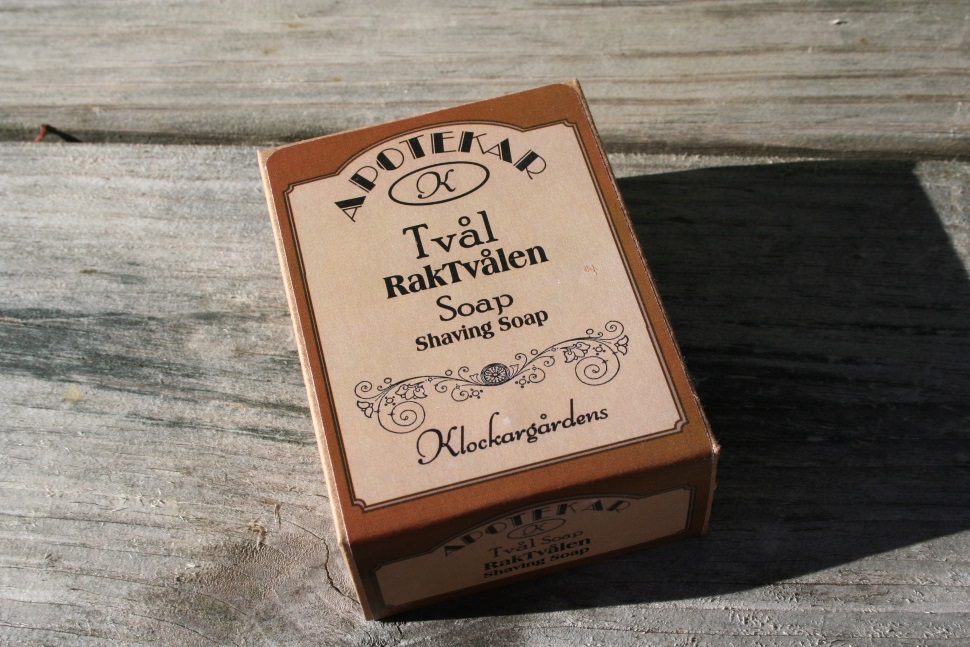 APOTEKAR
K
Tvål
RakTvålen
Soap
Shaving Soap
Klockargårdens
APOTEKAR
K
Tvål Soap
RakTvålen
Shaving Soap